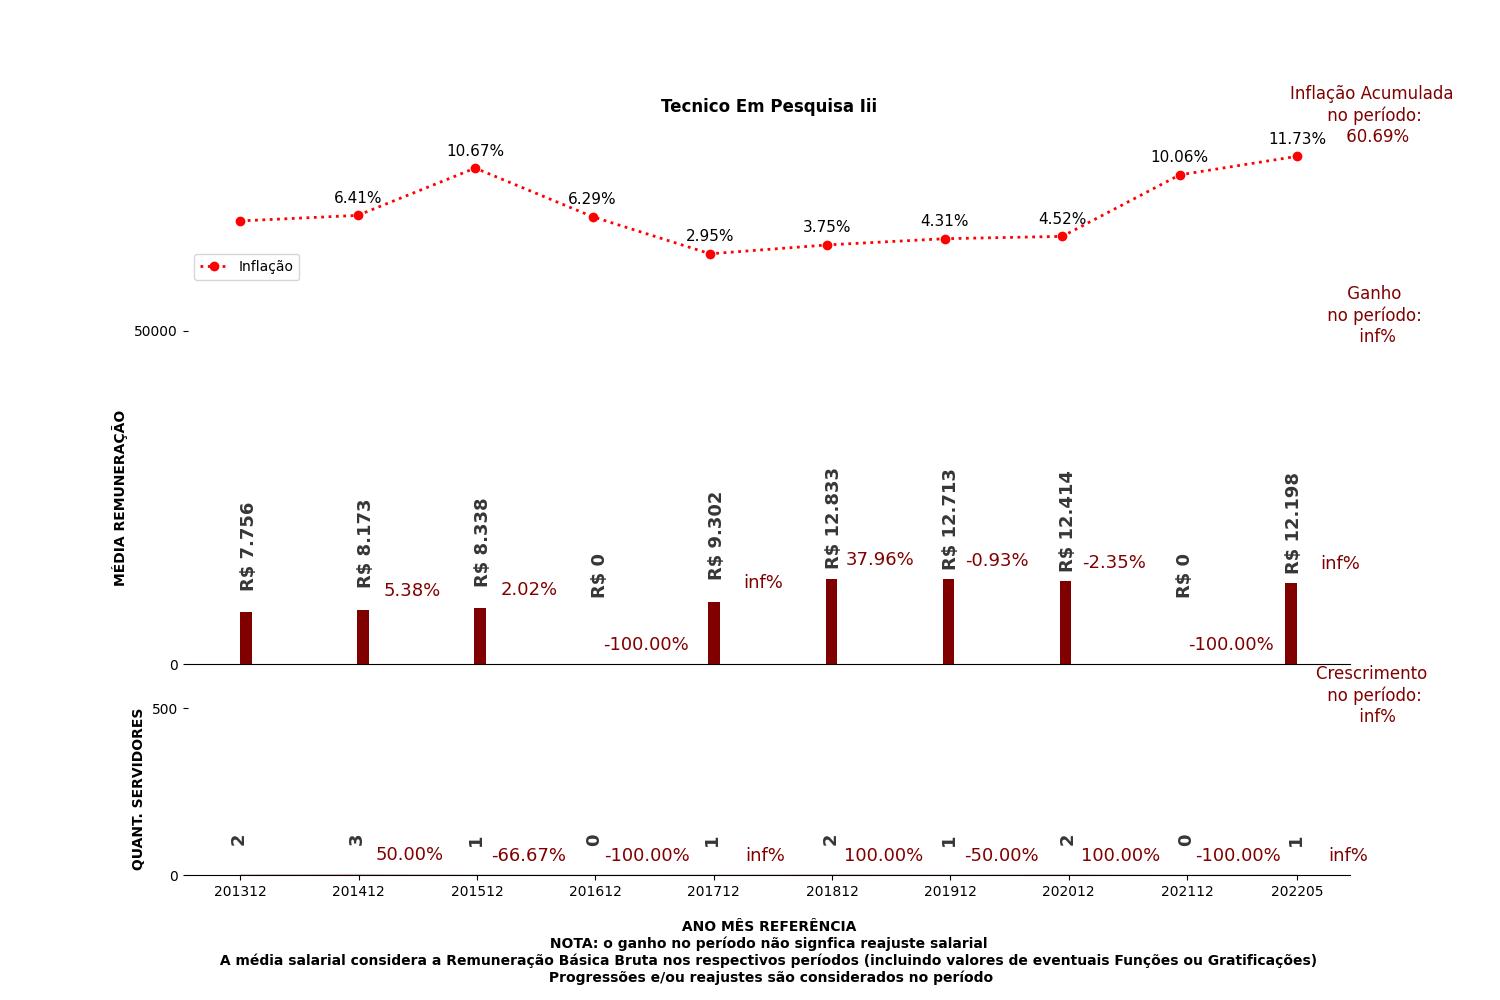 Tecnico Em Pesquisa Iii
Inflação Acumulada
no período:
60.69%
6.41%
10.67%
6.29%
2.95%
3.75%
4.31%
4.52%
10.06%
11.73%
Inflação
Ganho
no período:
inf%
50000
0
MÉDIA REMUNERAÇÃO
R$ 7.756
R$ 8.173
R$ 8.338
R$ 0
R$ 9.302
R$ 12.833
R$ 12.713
R$ 12.414
R$ 0
R$ 12.198
5.38%
2.02%
-100.00%
inf%
37.96%
-0.93%
-2.35%
-100.00%
inf%
Crescrimento
no período:
inf%
500
0
QUANT. SERVIDORES
2
3
1
0
1
2
1
2
0
1
50.00%
-66.67%
-100.00%
inf%
100.00%
-50.00%
100.00%
-100.00%
inf%
201312
201412
201512
201612
201712
201812
201912
202012
202112
202205
ANO MÊS REFERÊNCIA
NOTA: o ganho no período não signfica reajuste salarial
A média salarial considera a Remuneração Básica Bruta nos respectivos períodos (incluindo valores de eventuais Funções ou Gratificações)
Progressões e/ou reajustes são considerados no período